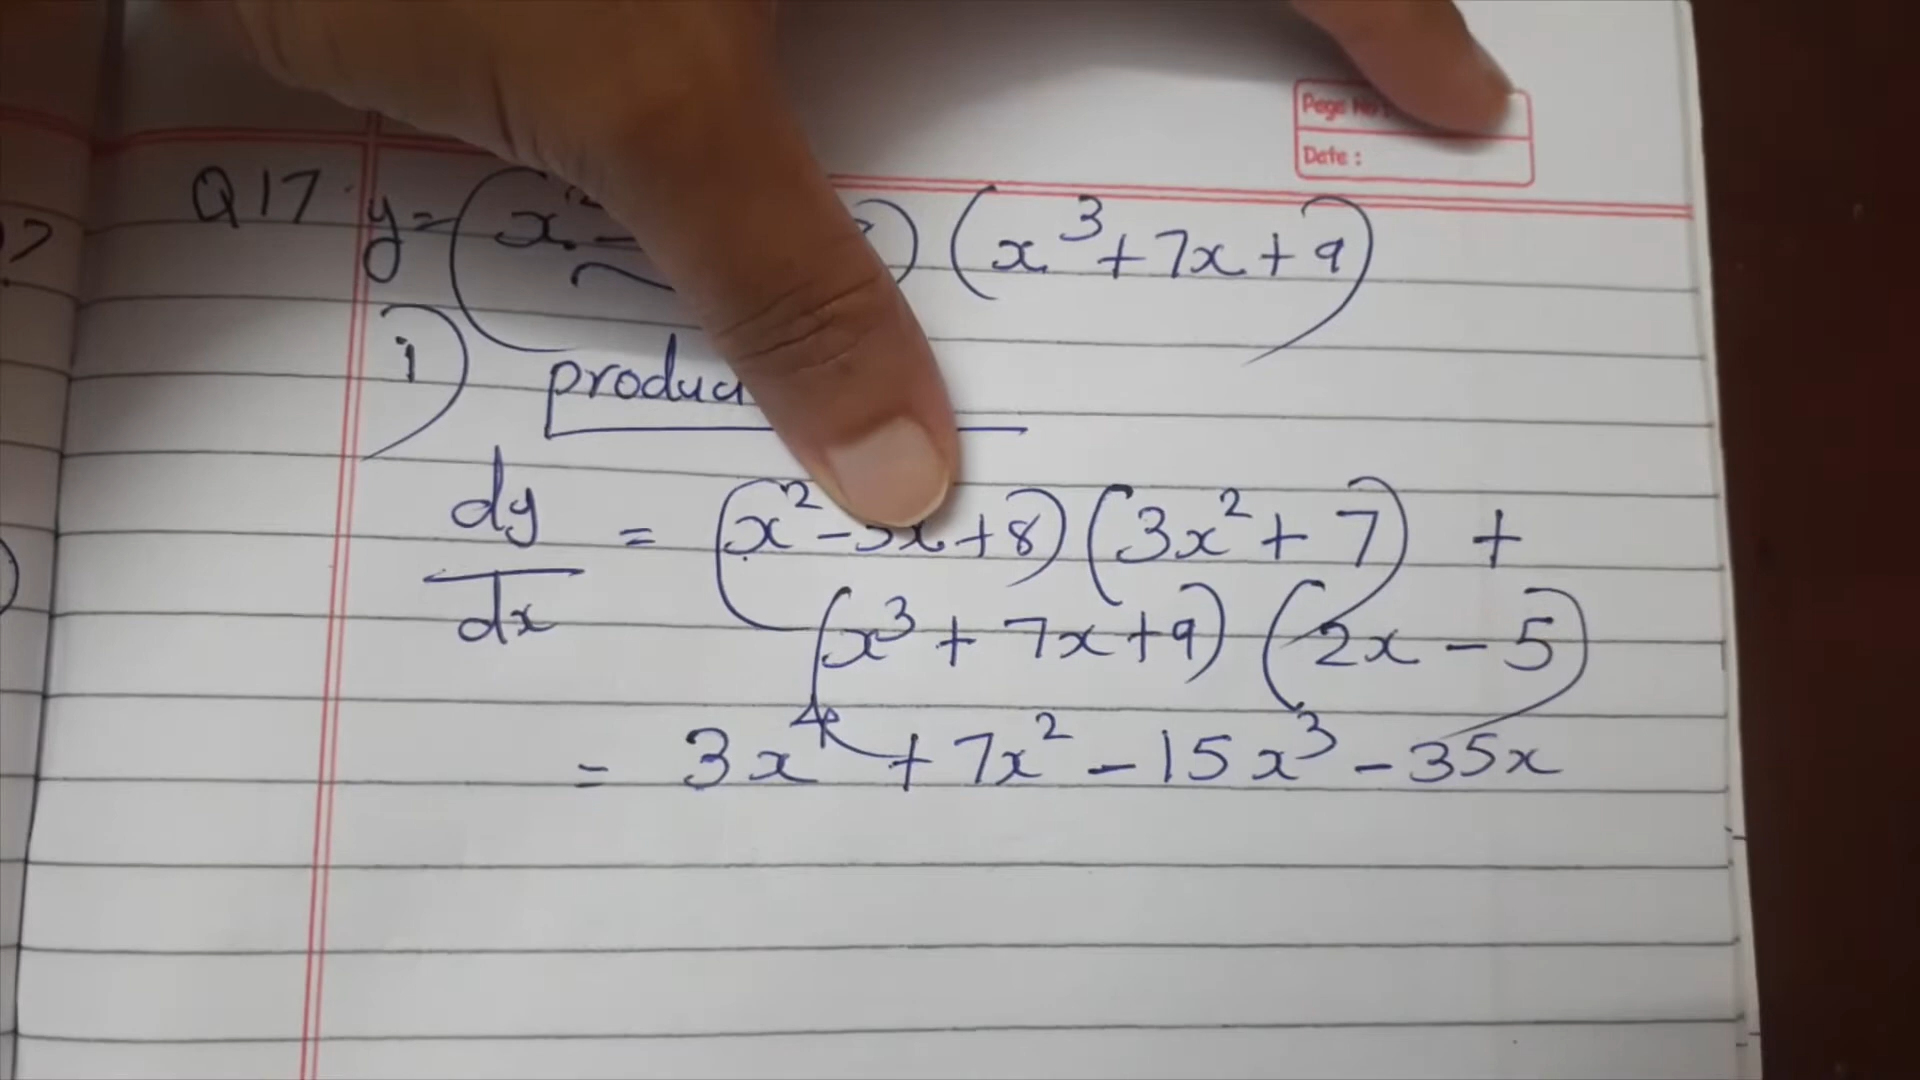 Page No
Date :
Q17. y = (x² – ) (x³ + 7x + 9)
i)
dy/dx = (x² - 5x + 8) (3x² + 7) +
(x³ + 7x + 9) (2x - 5)
= 3x⁴ + 7x² - 15x³ - 35x